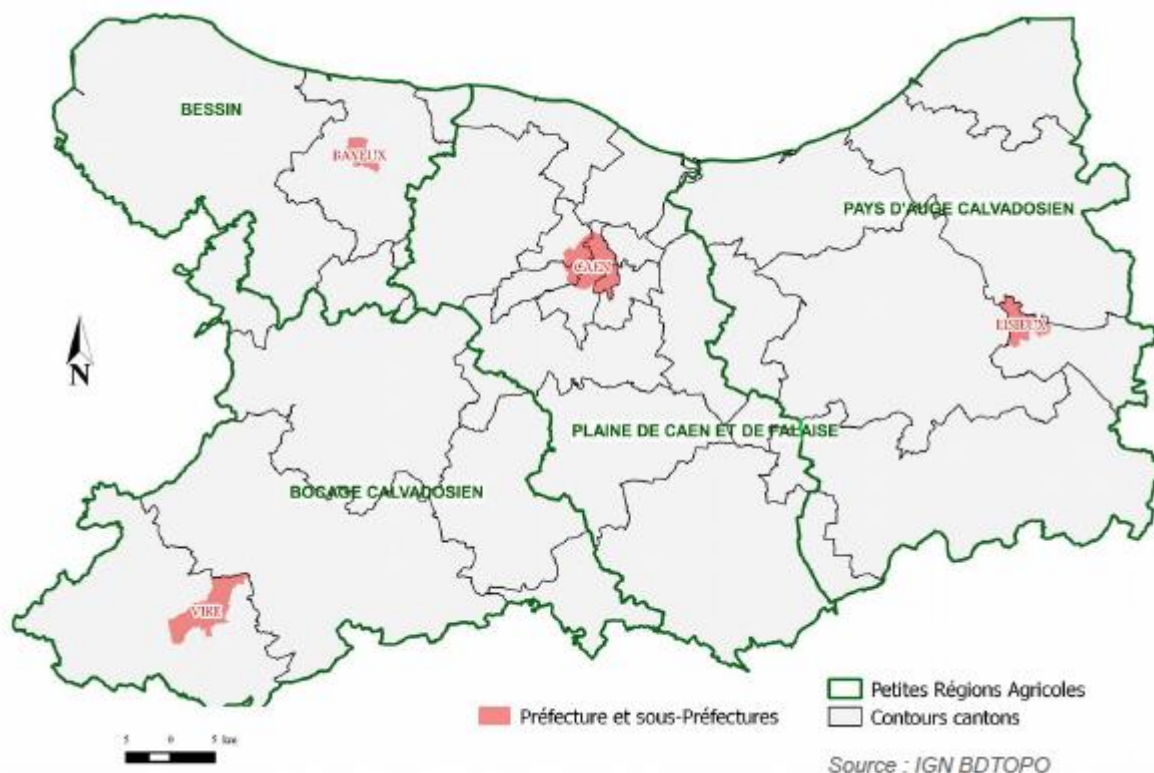 BESSIN
BAYEUX
PAYS D'AUGE CALVADOSIEN
CAEN
LISIEUX
N
PLAINE DE CAEN ET DE FALAISE
BOCAGE CALVADOSIEN
VIRE
Préfecture et sous-Préfectures
Petites Régions Agricoles
Contours cantons
5 0 5 km
Source : IGN BDTOPO